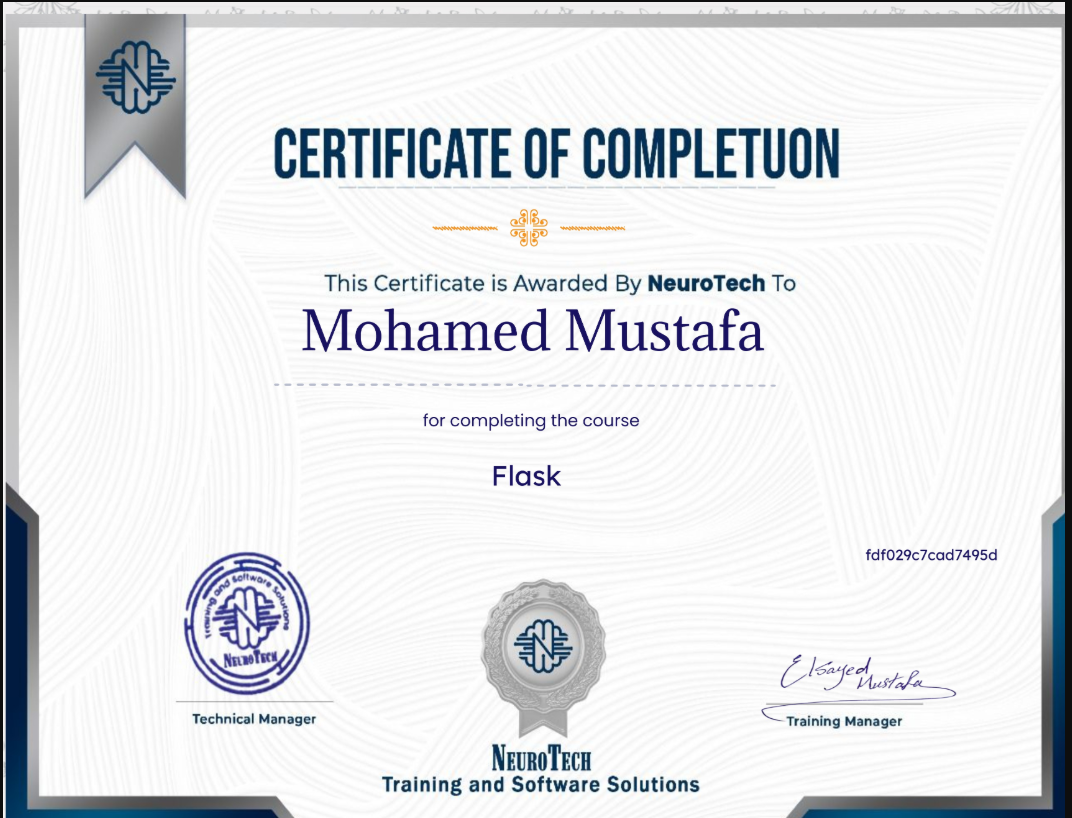 CERTIFICATE OF COMPLETUON
This Certificate is Awarded By NeuroTech To
Mohamed Mustafa
for completing the course
Flask
fdf029c7cad7495d
Training and Software Solutions
NEUROTECH
Technical Manager
Elsayed
Mustafa
Training Manager
NEUROTECH
Training and Software Solutions